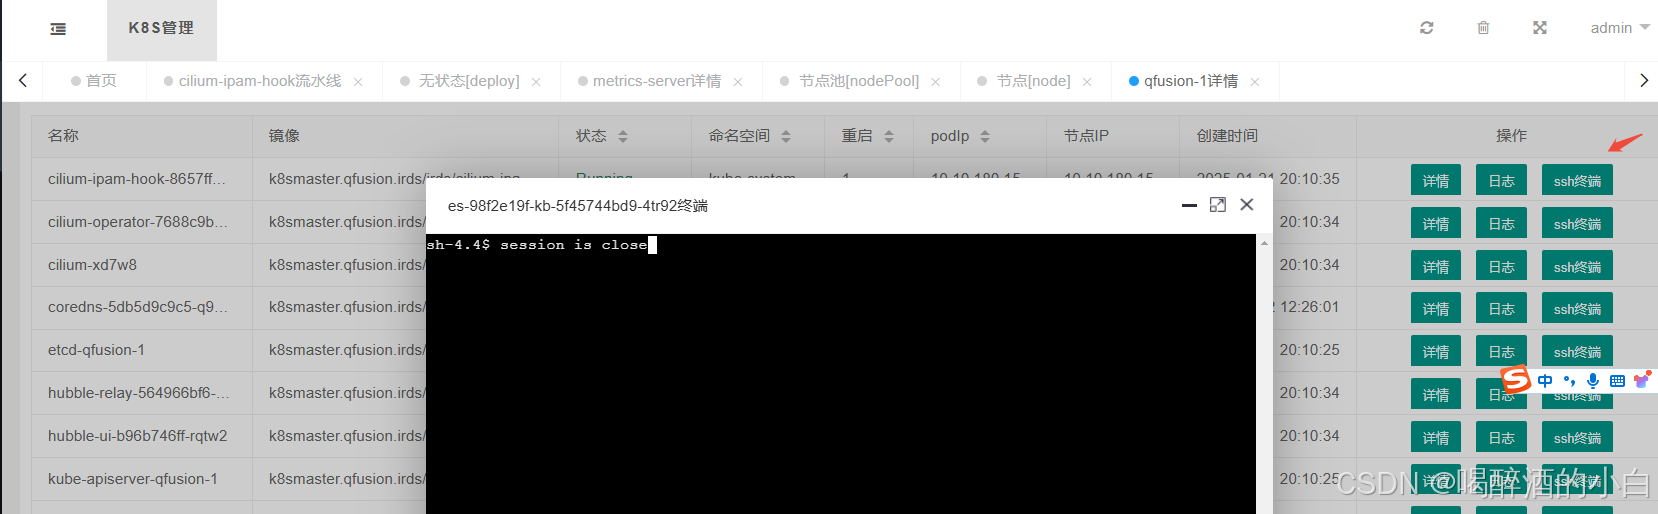 K8S管理
admin
首页
cilium-ipam-hook流水线
无状态[deploy]
metrics-server详情
节点池[nodePool]
节点[node]
qfusion-1详情
名称 镜像 状态 命名空间 重启 podIp 节点IP 创建时间 操作
cilium-ipam-hook-8657ff... 20:10:35 详情 日志 ssh终端
es-98f2e19f-kb-5f45744bd9-4tr92终端
sh-4.4$ session is close
cilium-operator-7688c9b... k8smaster.qfusion.irds/ 20:10:34 详情 日志 ssh终端
cilium-xd7w8 k8smaster.qfusion.irds/ 20:10:34 详情 日志 ssh终端
coredns-5db5d9c9c5-q9... k8smaster.qfusion.irds/ 12:26:01 详情 日志 ssh终端
etcd-qfusion-1 k8smaster.qfusion.irds/ 20:10:25 详情 日志 ssh终端
中
hubble-relay-564966bf6-... k8smaster.qfusion.irds/ 20:10:34 详情 日志 ssh终端
hubble-ui-b96b746ff-rqtw2 k8smaster.qfusion.irds/ 20:10:34 详情 日志 ssh终端
kube-apiserver-qfusion-1 k8smaster.qfusion.irds/ 20:10:25 详情 日志 ssh终端
CSDN @喝醉酒的小白